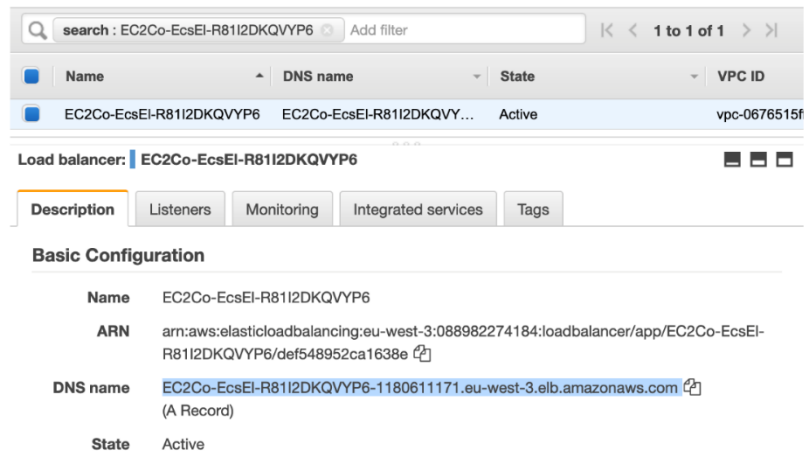 search : EC2Co-EcsEl-R81I2DKQVYP6 Add filter 1 to 1 of 1
Name DNS name State VPC ID
EC2Co-EcsEl-R81I2DKQVYP6 EC2Co-EcsEl-R81I2DKQVY... Active vpc-0676515f
Load balancer: EC2Co-EcsEl-R81I2DKQVYP6
Description Listeners Monitoring Integrated services Tags
Basic Configuration
Name EC2Co-EcsEl-R81I2DKQVYP6
ARN arn:aws:elasticloadbalancing:eu-west-3:088982274184:loadbalancer/app/EC2Co-EcsEl-
R81I2DKQVYP6/def548952ca1638e
DNS name EC2Co-EcsEl-R81I2DKQVYP6-1180611171.eu-west-3.elb.amazonaws.com
(A Record)
State Active